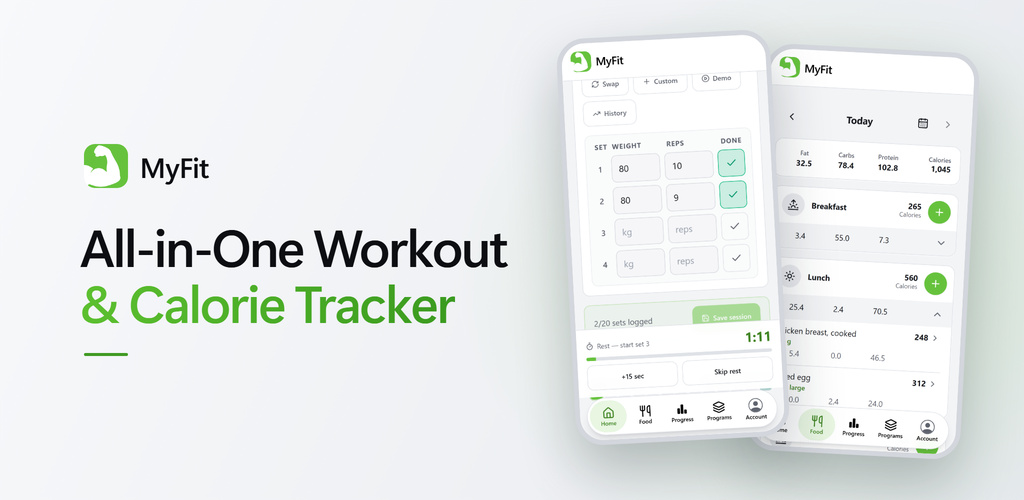 MyFit
All-in-One Workout
& Calorie Tracker
MyFit
Swap
Custom
Demo
History
SET WEIGHT REPS DONE
1 80 10
2 80 9
3 kg reps
4 kg reps
2/20 sets logged
Save session
Rest — start set 3
1:11
+15 sec
Skip rest
Home
Food
Progress
Programs
Account
MyFit
Today
Fat Carbs Protein Calories
32.5 78.4 102.8 1,045
Breakfast
265
Calories
3.4 55.0 7.3
Lunch
560
Calories
25.4 2.4 70.5
breast, cooked
248
5.4 0.0 46.5
egg
large
312
0.0 2.4 24.0
Food
Progress
Programs
Account